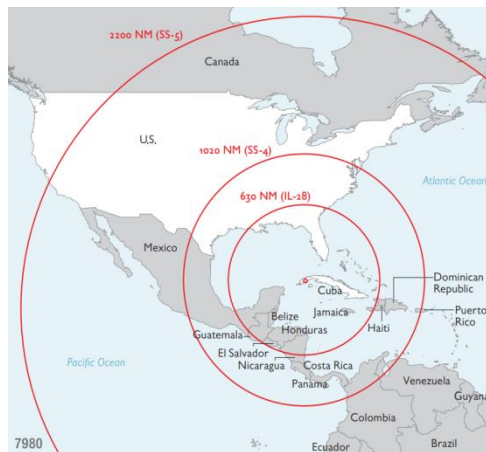 2200 NM (SS-5)
Canada
U.S.
1020 NM (SS-4)
Atlantic Ocean
630 NM (IL-28)
Mexico
Dominican
Republic
Cuba
Puerto
Rico
Jamaica
Belize
Haiti
Honduras
Guatemala
El Salvador
Nicaragua
Costa Rica
Pacific Ocean
Panama
Venezuela
Guyana
Colombia
Ecuador
Brazil
7980